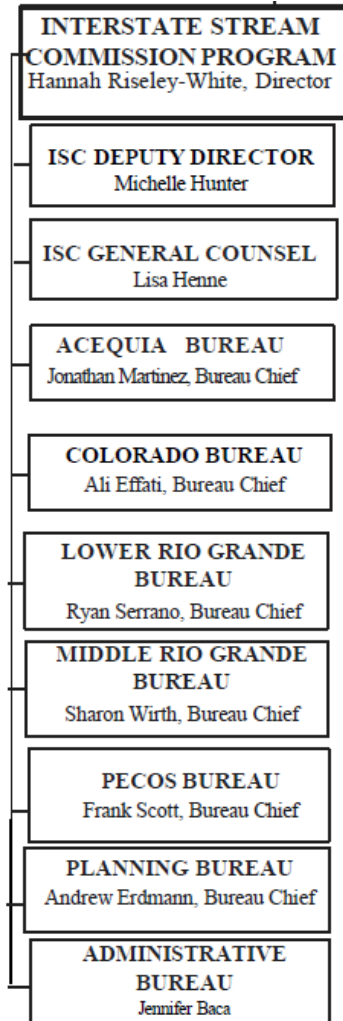 INTERSTATE STREAM
COMMISSION PROGRAM
Hannah Riseley-White, Director
ISC DEPUTY DIRECTOR
Michelle Hunter
ISC GENERAL COUNSEL
Lisa Henne
ACEQUIA BUREAU
Jonathan Martinez, Bureau Chief
COLORADO BUREAU
Ali Effati, Bureau Chief
LOWER RIO GRANDE
BUREAU
Ryan Serrano, Bureau Chief
MIDDLE RIO GRANDE
BUREAU
Sharon Wirth, Bureau Chief
PECOS BUREAU
Frank Scott, Bureau Chief
PLANNING BUREAU
Andrew Erdmann, Bureau Chief
ADMINISTRATIVE
BUREAU
Jennifer Baca